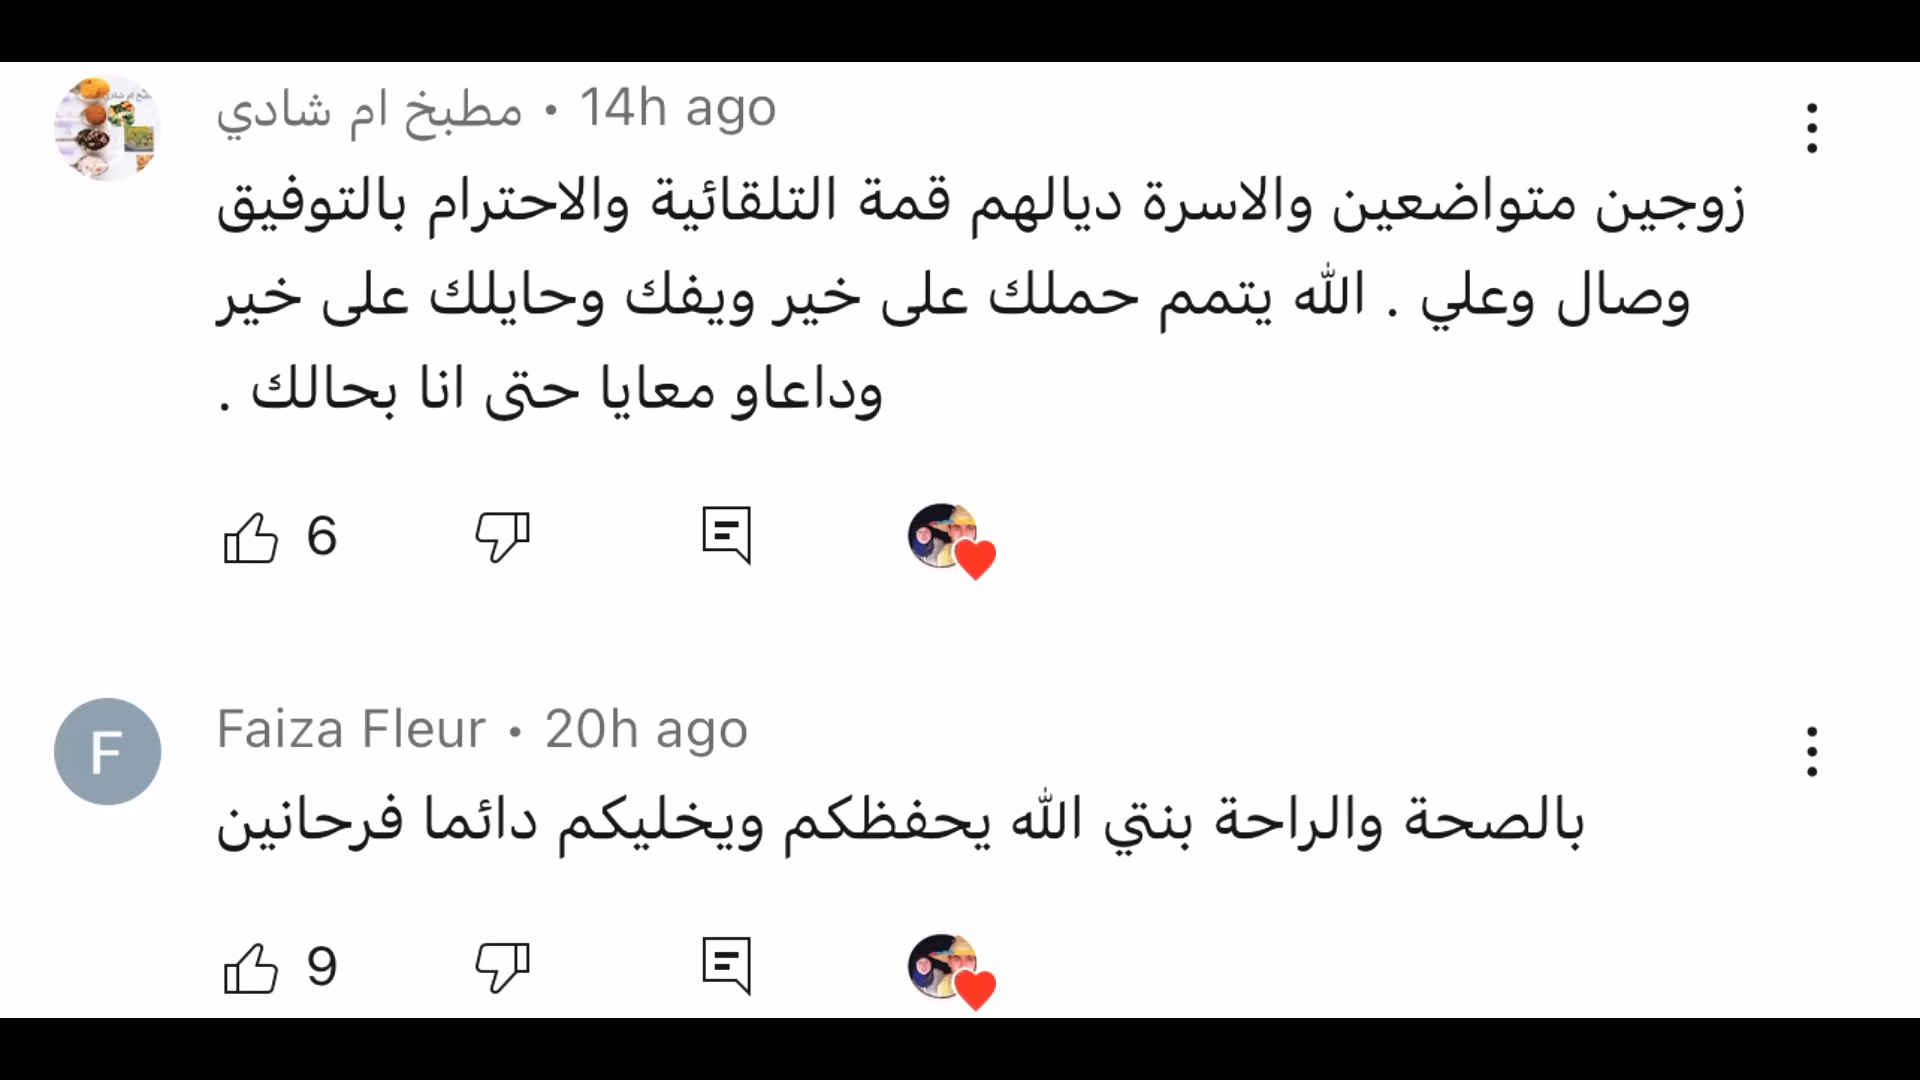 مطبخ ام شادي • 14h ago
زوجين متواضعين والاسرة ديالهم قمة التلقائية والاحترام بالتوفيق
وصال وعلي . الله يتمم حملك على خير ويفك وحايلك على خير
وداعاو معايا حتى انا بحالك .
6
F
Faiza Fleur • 20h ago
بالصحة والراحة بنتي الله يحفظكم ويخليكم دائما فرحانين
9